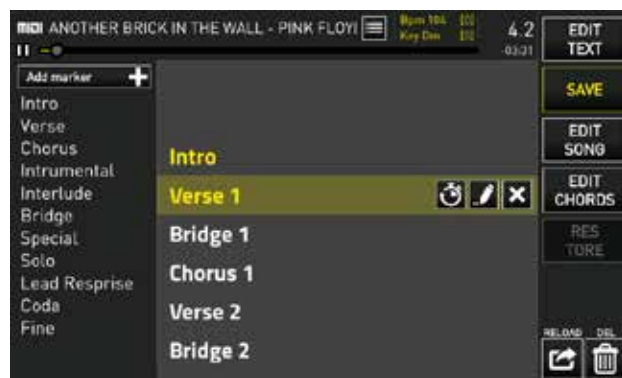 midi ANOTHER BRICK IN THE WALL - PINK FLOYI
Bpm 104 [0]
Key Dm [0]
4.2
-03:21
Add marker
Intro
Verse
Chorus
Intrumental
Interlude
Bridge
Special
Solo
Lead Resprise
Coda
Fine
Intro
Verse 1
Bridge 1
Chorus 1
Verse 2
Bridge 2
EDIT
TEXT
SAVE
EDIT
SONG
EDIT
CHORDS
RES
TORE
RELOAD DEL